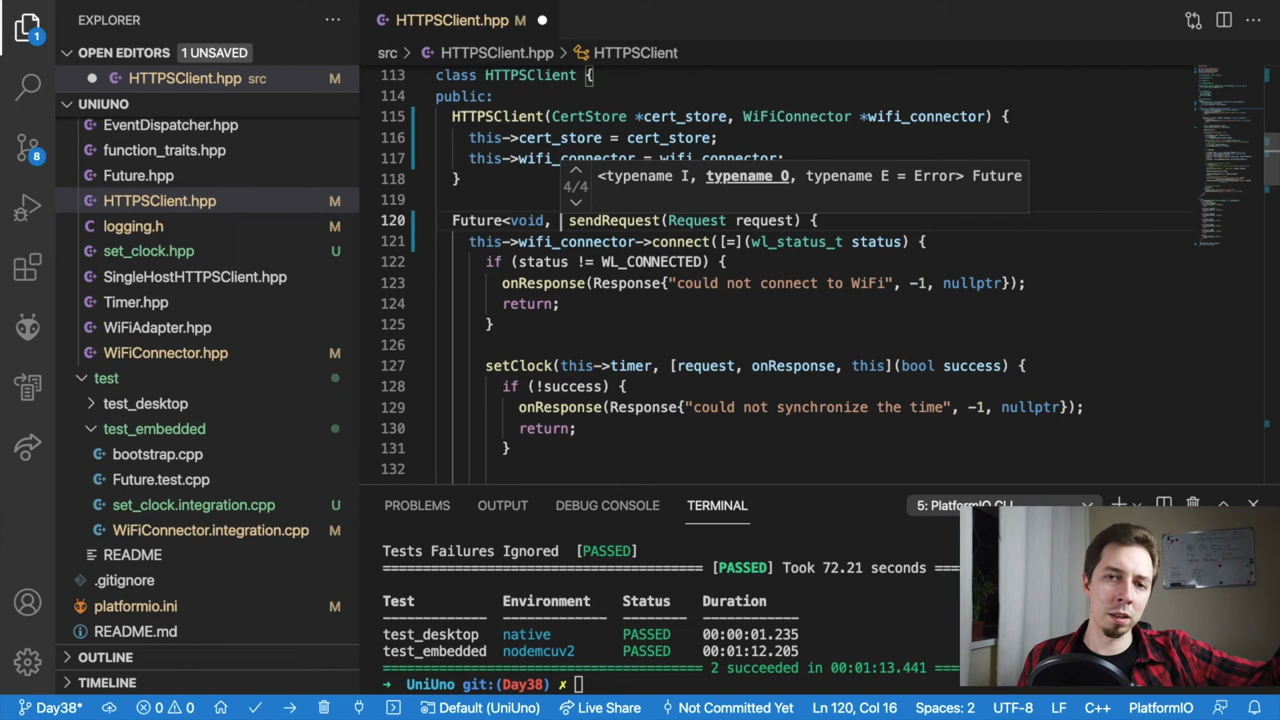 EXPLORER
OPEN EDITORS 1 UNSAVED
HTTPSClient.hpp src M
UNIUNO
EventDispatcher.hpp
function_traits.hpp
Future.hpp
HTTPSClient.hpp M
logging.h
set_clock.hpp U
SingleHostHTTPSClient.hpp
Timer.hpp
WiFiAdapter.hpp
WiFiConnector.hpp M
test
test_desktop
test_embedded
bootstrap.cpp
Future.test.cpp
set_clock.integration.cpp U
WiFiConnector.integration.cpp M
README
.gitignore
platformio.ini M
README.md
OUTLINE
TIMELINE
1
8
HTTPSClient.hpp M
src > HTTPSClient.hpp > HTTPSClient
113 class HTTPSClient {
114 public:
115 HTTPSClient(CertStore *cert_store, WiFiConnector *wifi_connector) {
116 this->cert_store = cert_store;
117 this->wifi_connector = wifi_connector;
4/4 <typename I, typename O, typename E = Error> Future
118 }
119
120 Future<void, sendRequest(Request request) {
121 this->wifi_connector->connect([=](wl_status_t status) {
122 if (status != WL_CONNECTED) {
123 onResponse(Response{"could not connect to WiFi", -1, nullptr});
124 return;
125 }
126
127 setClock(this->timer, [request, onResponse, this](bool success) {
128 if (!success) {
129 onResponse(Response{"could not synchronize the time", -1, nullptr});
130 return;
131 }
132
PROBLEMS OUTPUT DEBUG CONSOLE TERMINAL 5: PlatformIO CLI
Tests Failures Ignored [PASSED]
===================================== [PASSED] Took 72.21 seconds ===
Test Environment Status Duration
test_desktop native PASSED 00:00:01.235
test_embedded nodemcuv2 PASSED 00:01:12.205
===================================== 2 succeeded in 00:01:13.441 ===
➜ UniUno git:(Day38) ✗
Day38* 0 0 Default (UniUno) Live Share Not Committed Yet Ln 120, Col 16 Spaces: 2 UTF-8 LF C++ PlatformIO